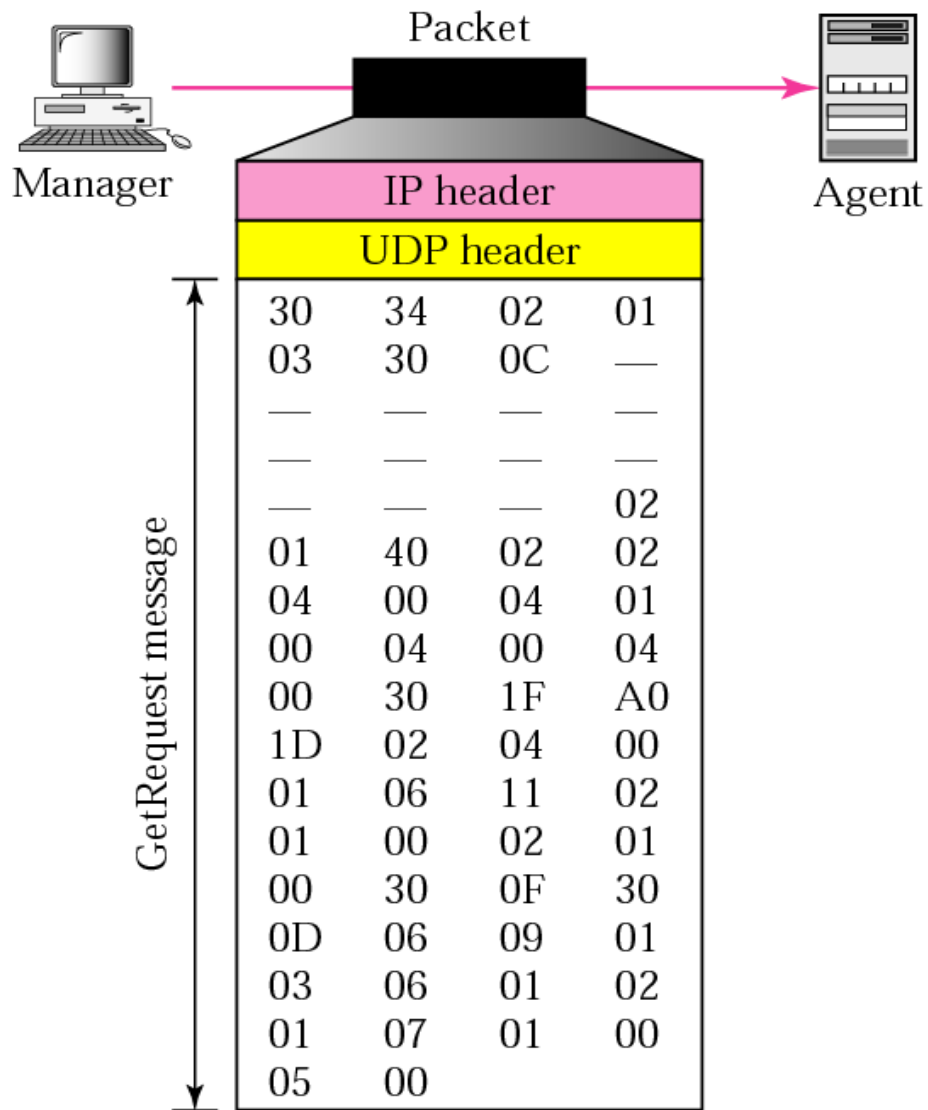 Packet
Manager
Agent
IP header
UDP header
GetRequest message
30 34 02 01
03 30 0C —
— — — —
— — — —
— — — 02
01 40 02 02
04 00 04 01
00 04 00 04
00 30 1F A0
1D 02 04 00
01 06 11 02
01 00 02 01
00 30 0F 30
0D 06 09 01
03 06 01 02
01 07 01 00
05 00